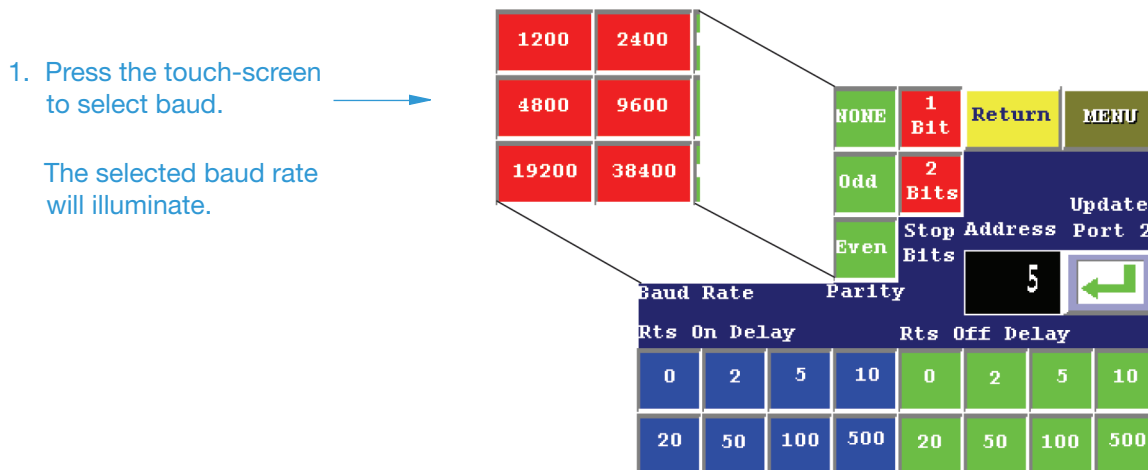 1. Press the touch-screen
to select baud.
The selected baud rate
will illuminate.
1200 2400
4800 9600
19200 38400
NONE 1 Bit Return MENU
Odd 2 Bits
Even Stop Bits Address Update Port 2
5
Baud Rate Parity
Rts On Delay Rts Off Delay
0 2 5 10 0 2 5 10
20 50 100 500 20 50 100 500